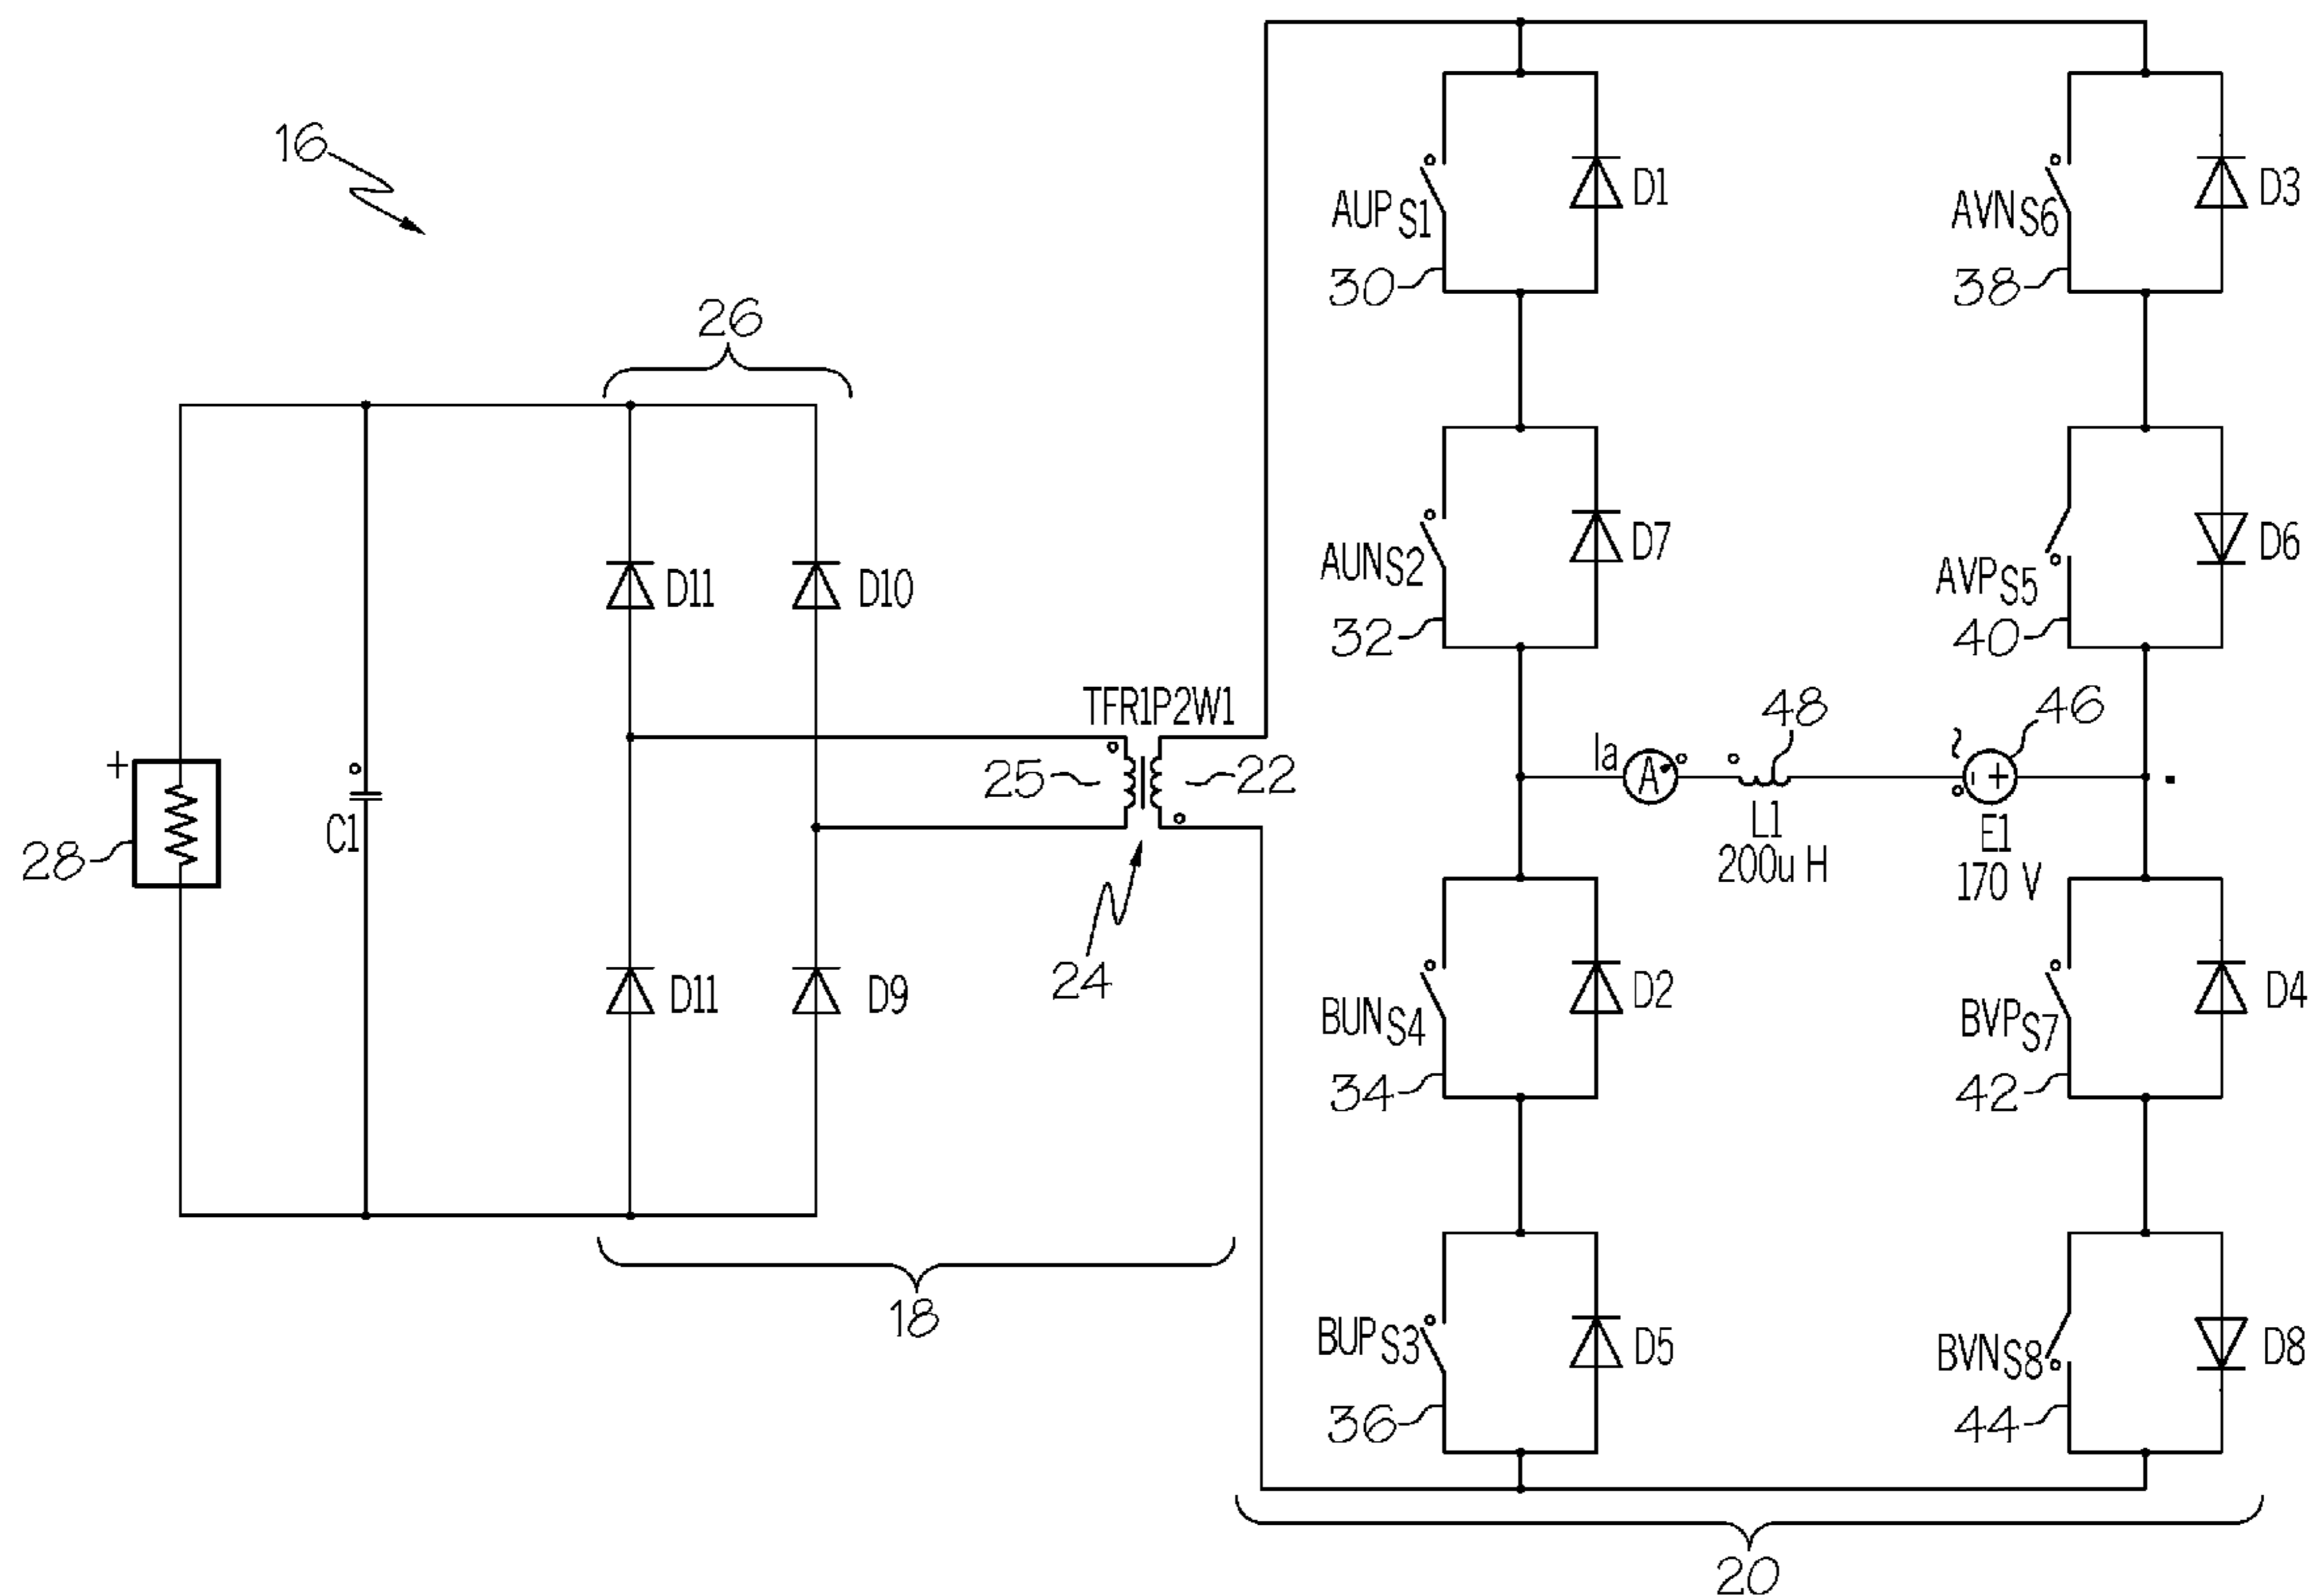 16
26
18
20
28
+
C1
D11
D10
D11
D9
TFR1P2W1
25
22
24
AUP S1
30
D1
AUN S2
32
D7
BUN S4
34
D2
BUP S3
36
D5
AVN S6
38
D3
AVP S5
40
D6
BVP S7
42
D4
BVN S8
44
D8
Ia
A
48
L1
200u H
~
46
+
E1
170 V